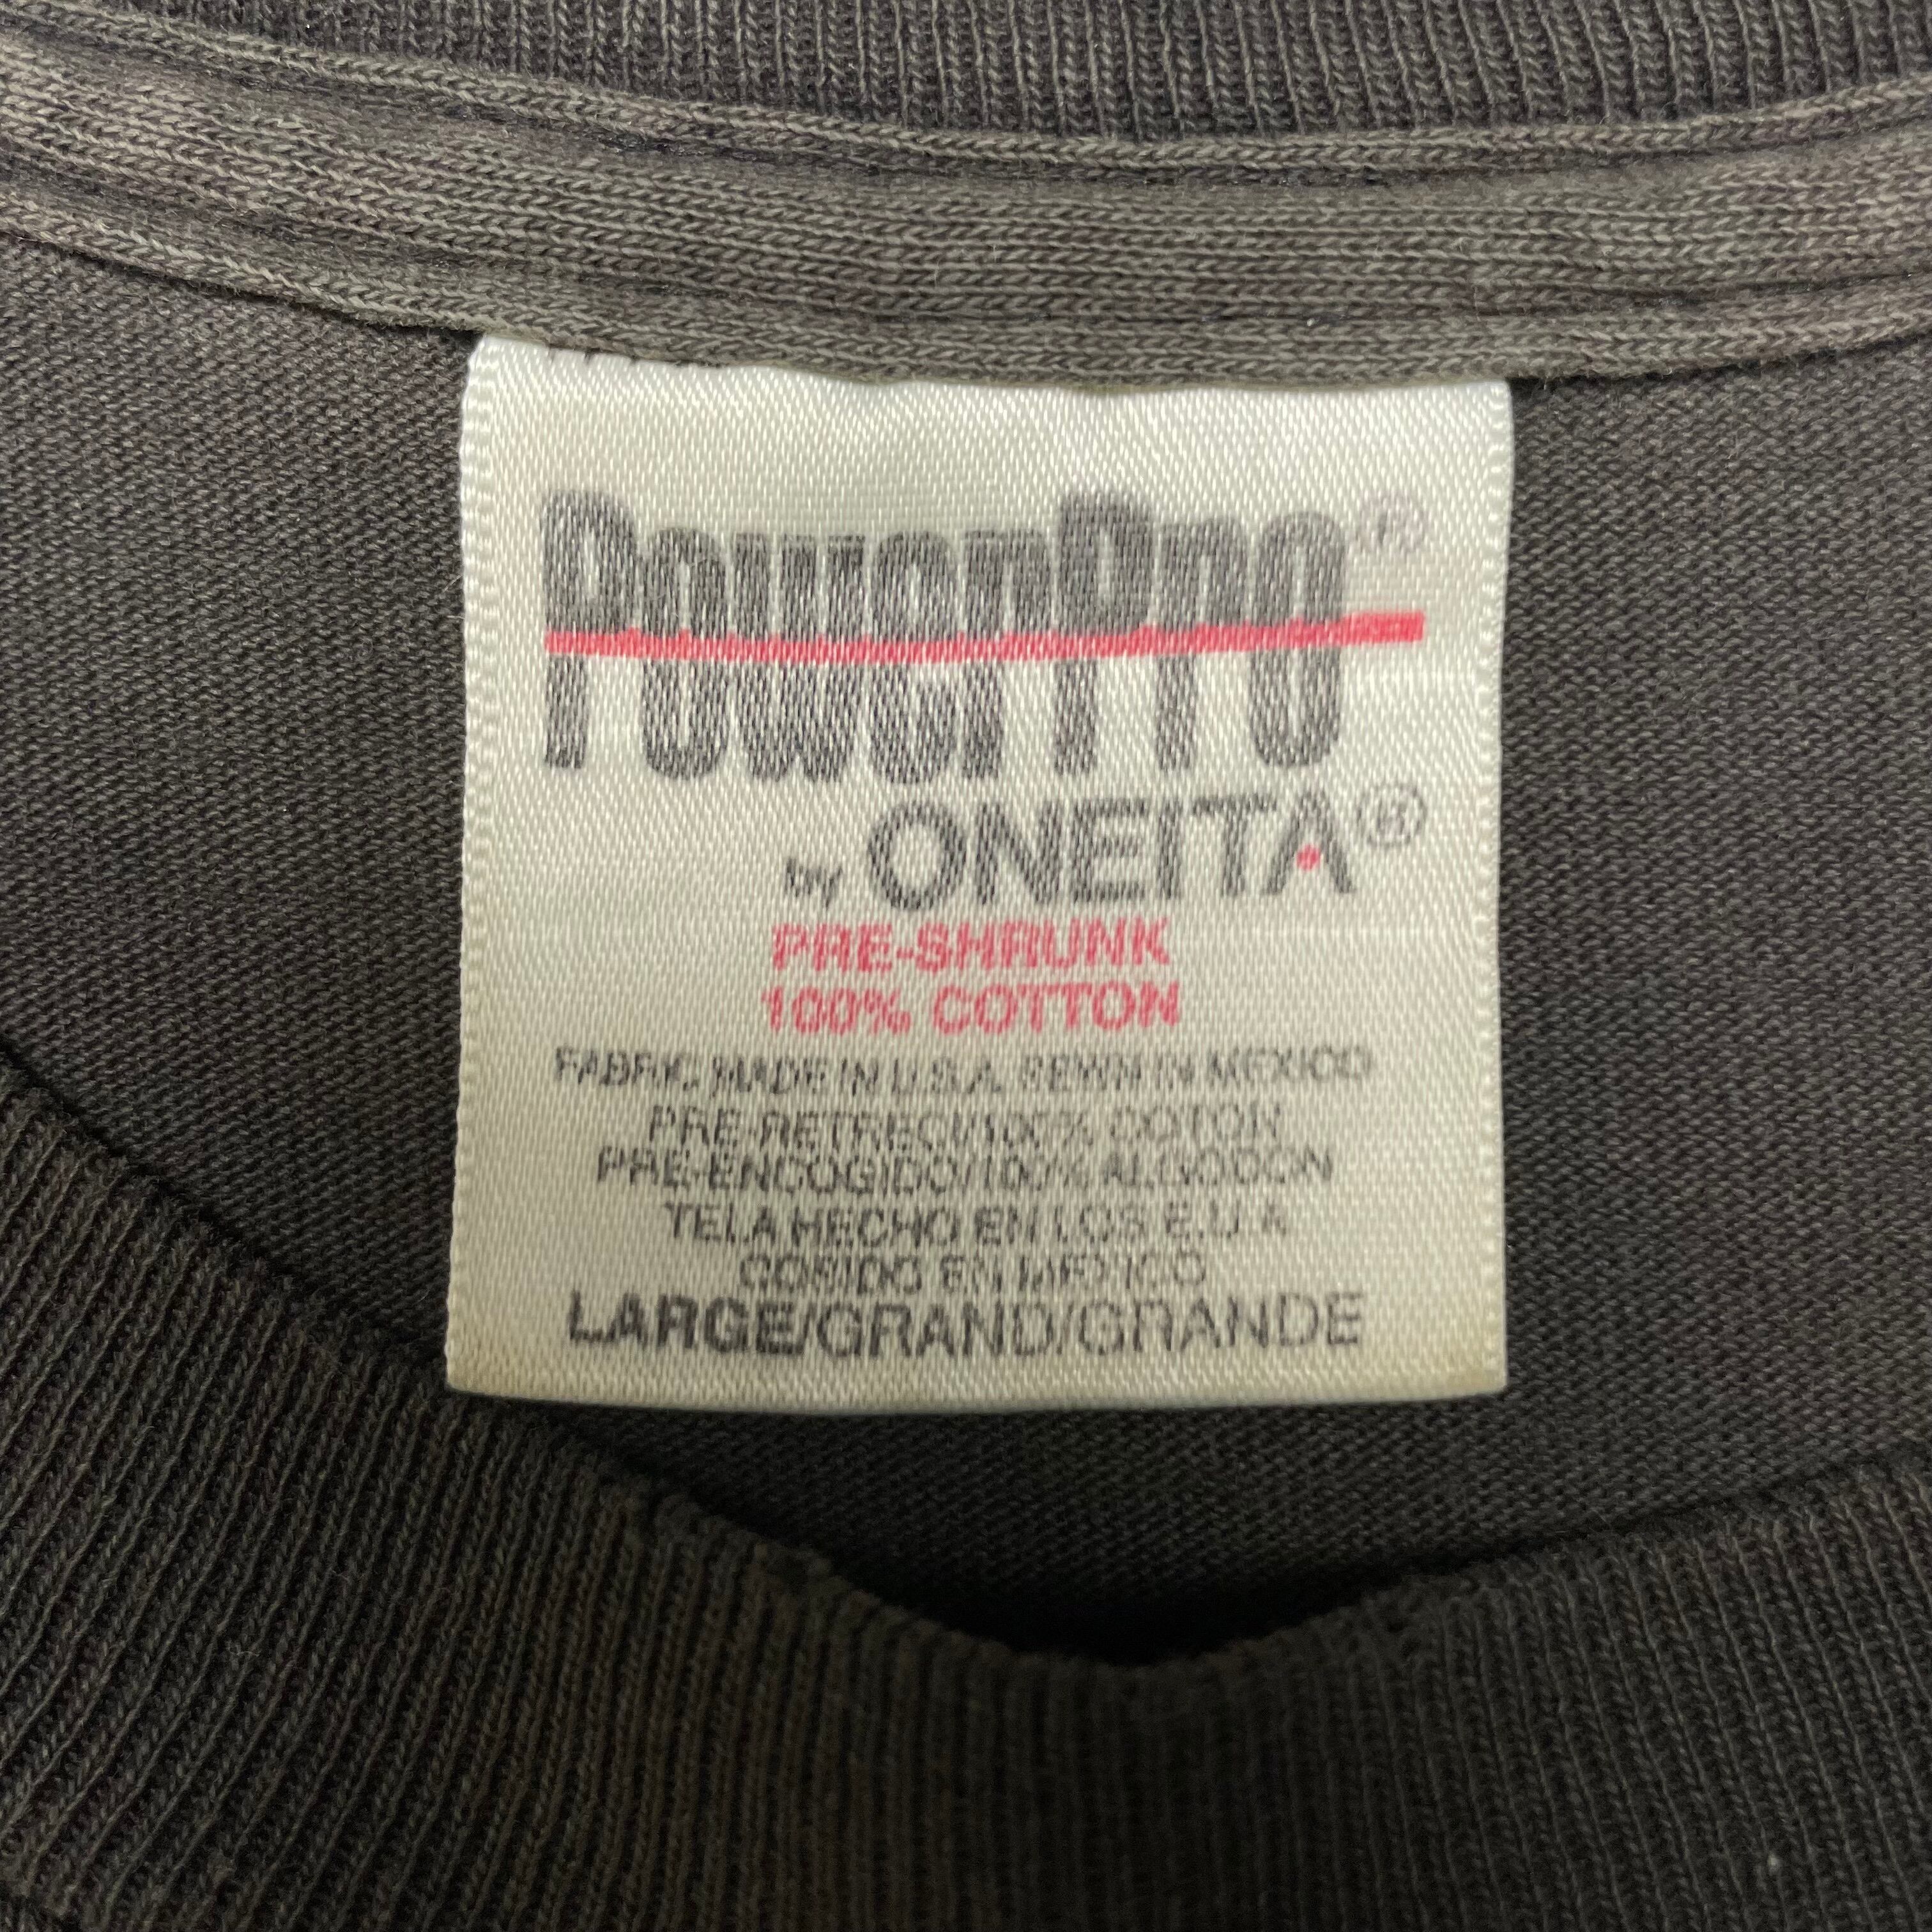 PowerPro®
by ONEITA®
PRE-SHRUNK
100% COTTON
FABRIC MADE IN U.S.A. SEWN IN MEXICO
PRE-RETRECI/100% COTON
PRE-ENCOGIDO/100% ALGODON
TELA HECHO EN LOS E.U.A.
COSIDO EN MEXICO
LARGE/GRAND/GRANDE